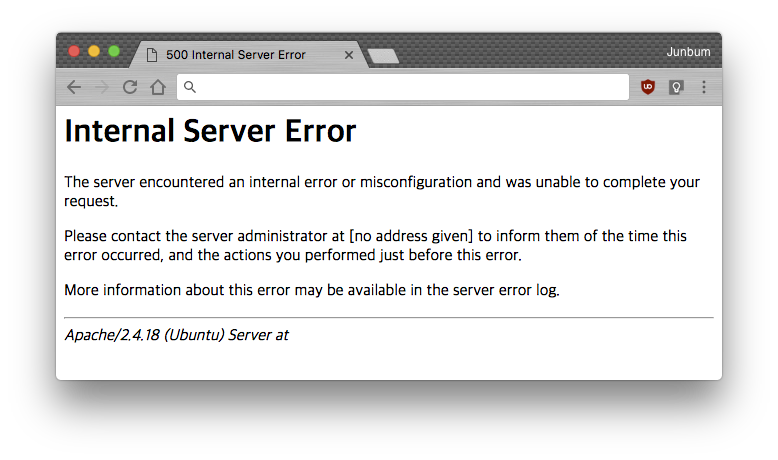 500 Internal Server Error
Junbum
Internal Server Error
The server encountered an internal error or misconfiguration and was unable to complete your
request.
Please contact the server administrator at [no address given] to inform them of the time this
error occurred, and the actions you performed just before this error.
More information about this error may be available in the server error log.
Apache/2.4.18 (Ubuntu) Server at